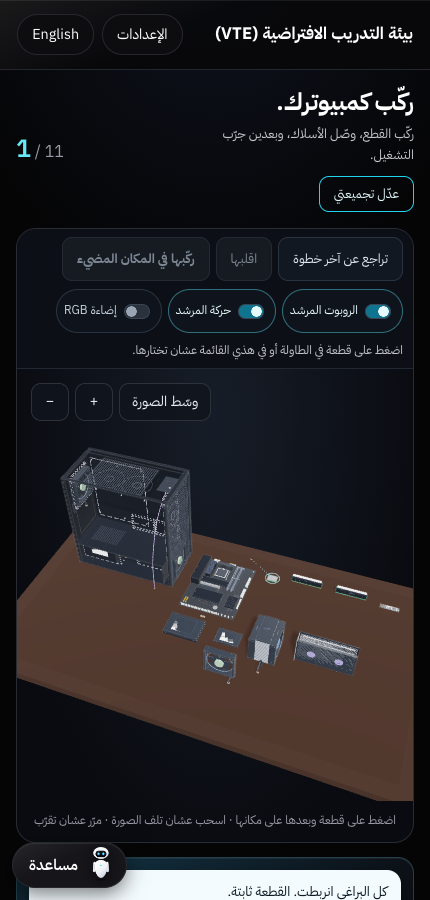 بيئة التدريب الافتراضية (VTE)
الإعدادات
English
ركّب كمبيوترك.
ركّب القطع، وصّل الأسلاك، وبعدين جرّب
التشغيل.
1 / 11
عدّل تجميعتي
تراجع عن آخر خطوة
اقلبها
ركّبها في المكان المضيء
الروبوت المرشد
حركة المرشد
إضاءة RGB
اضغط على قطعة في الطاولة أو في هذي القائمة عشان تختارها.
وسّط الصورة
+
−
اضغط على قطعة وبعدها على مكانها · اسحب عشان تلف الصورة · مرّر عشان تقرّب
مساعدة
كل البراغي انربطت. القطعة ثابتة.